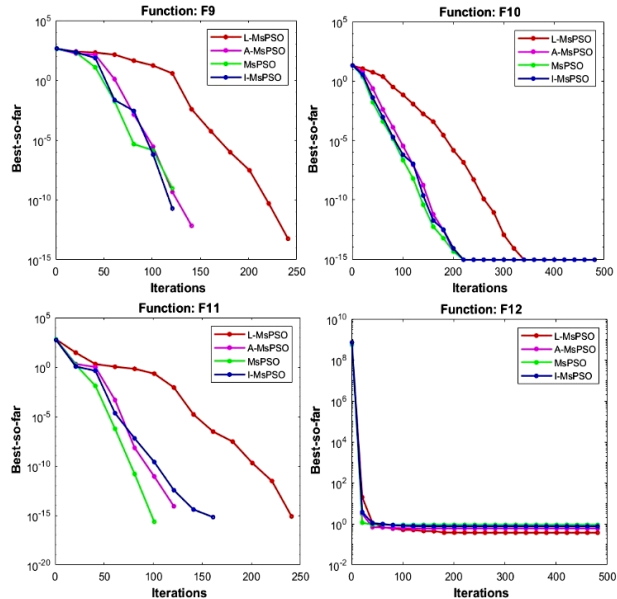 Function: F9
10^5
10^0
10^-5
10^-10
10^-15
Best-so-far
0 50 100 150 200 250
Iterations
L-MsPSO
A-MsPSO
MsPSO
I-MsPSO
Function: F10
10^5
10^0
10^-5
10^-10
10^-15
Best-so-far
0 100 200 300 400 500
Iterations
L-MsPSO
A-MsPSO
MsPSO
I-MsPSO
Function: F11
10^5
10^0
10^-5
10^-10
10^-15
10^-20
Best-so-far
0 50 100 150 200 250
Iterations
L-MsPSO
A-MsPSO
MsPSO
I-MsPSO
Function: F12
10^10
10^8
10^6
10^4
10^2
10^0
10^-2
Best-so-far
0 100 200 300 400 500
Iterations
L-MsPSO
A-MsPSO
MsPSO
I-MsPSO